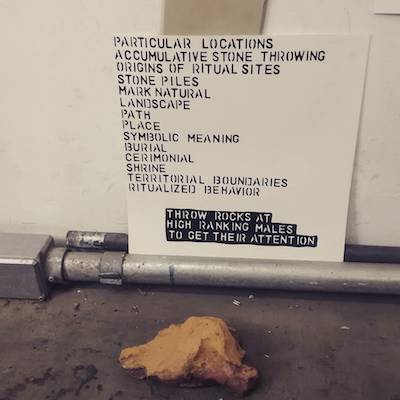 PARTICULAR LOCATIONS
ACCUMULATIVE STONE THROWING
ORIGINS OF RITUAL SITES
STONE PILES
MARK NATURAL
LANDSCAPE
PATH
PLACE
SYMBOLIC MEANING
BURIAL
CERIMONIAL
SHRINE
TERRITORIAL BOUNDARIES
RITUALIZED BEHAVIOR
THROW ROCKS AT
HIGH RANKING MALES
TO GET THEIR ATTENTION